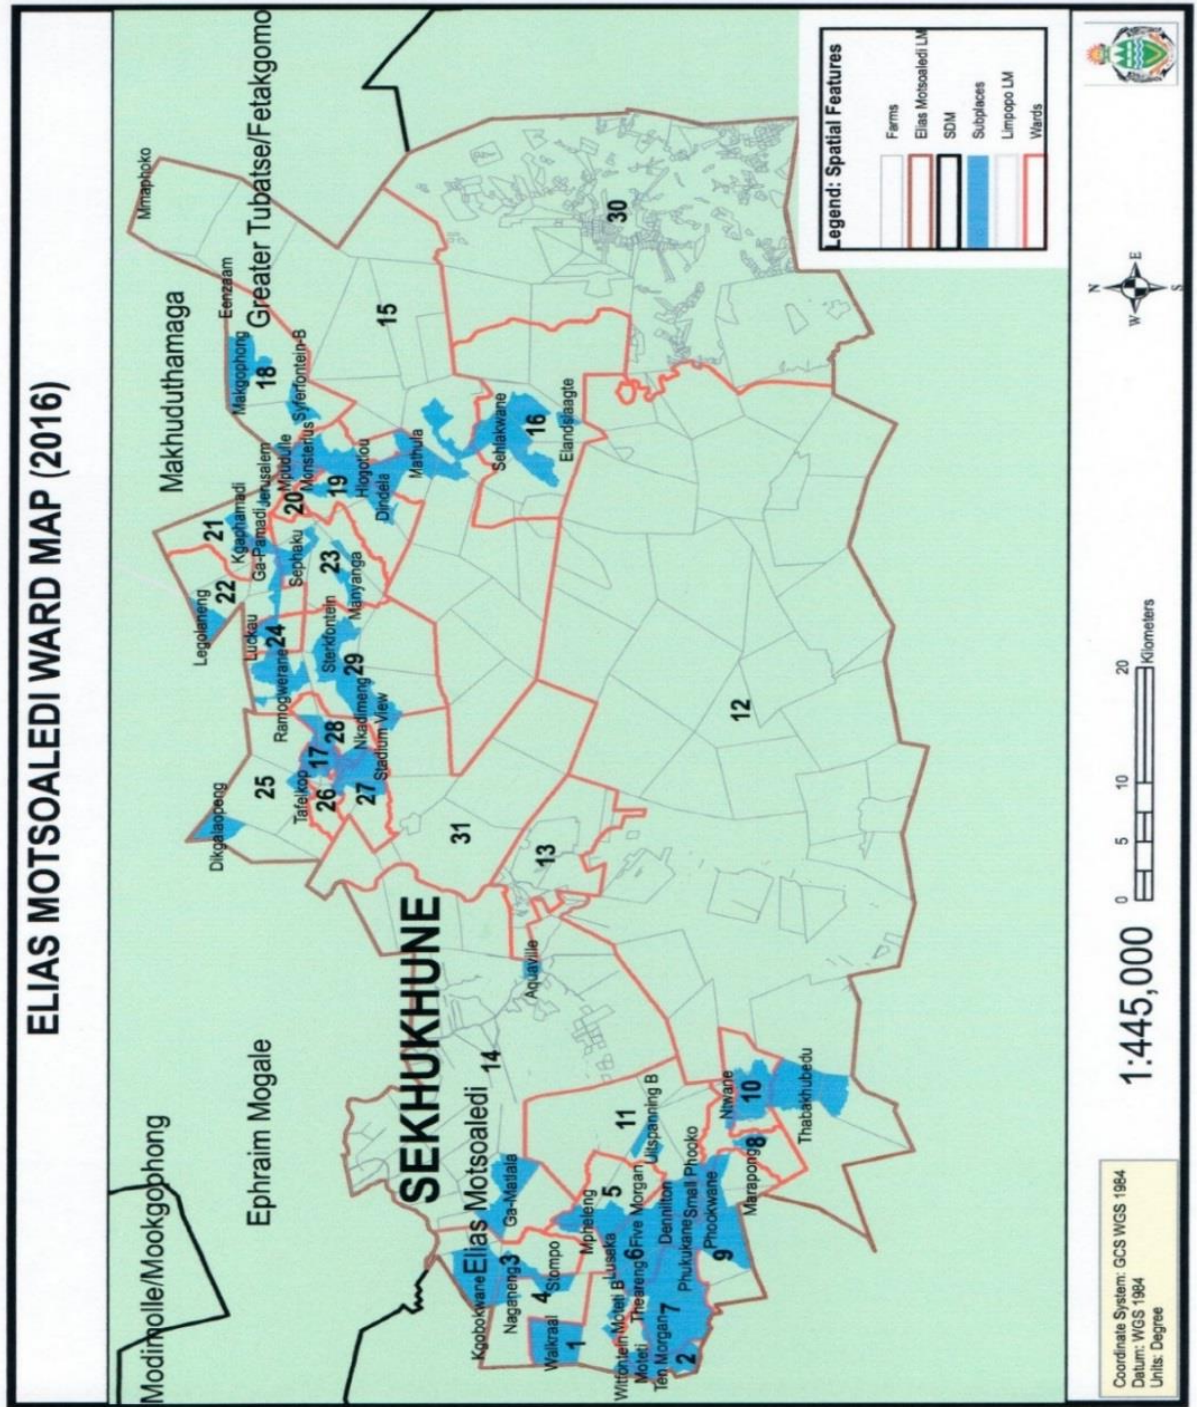 ELIAS MOTSOALEDI WARD MAP (2016)
Modimolle/Mookgophong
Ephraim Mogale
Makhuduthamaga
Greater Tubatse/Fetakgomo
SEKHUKHUNE
Elias Motsoaledi
Mmaphoko
Eenzaam
Makgophong
18
Syferfontein-B
15
30
Jerusalem
Mpudulle
Monsterlus
20
19
Hlogotlou
Dindela
Mathula
Sehlakwane
16
Elandslaagte
21
Kgaphamadi
Ga-Pamadi
22
Legolaneng
Sephaku
23
Manyanga
Luckau
24
Ramogwerane
Sterkfontein
29
Nkadimeng
Stadium View
28
17
Tafelkop
26
27
25
Dikgalaopeng
31
13
12
Aquaville
14
11
Uitspanning B
Ntwane
10
Thabakhubedu
8
Marapong
Ga-Matlala
Kgobokwane
Naganeng
3
4
Stompo
Walkraal
1
Mpheleng
5
Lusaka
Five Morgan
6
Theareng
Moteti B
Witfontein
Moteti
Ten Morgan
7
2
Dennilton
Small Phooko
Phukukane
Phookwane
9
Legend: Spatial Features
Farms
Elias Motsoaledi LM
SDM
Subplaces
Limpopo LM
Wards
N
W
E
S
0 5 10 20
Kilometers
1:445,000
Coordinate System: GCS WGS 1984
Datum: WGS 1984
Units: Degree